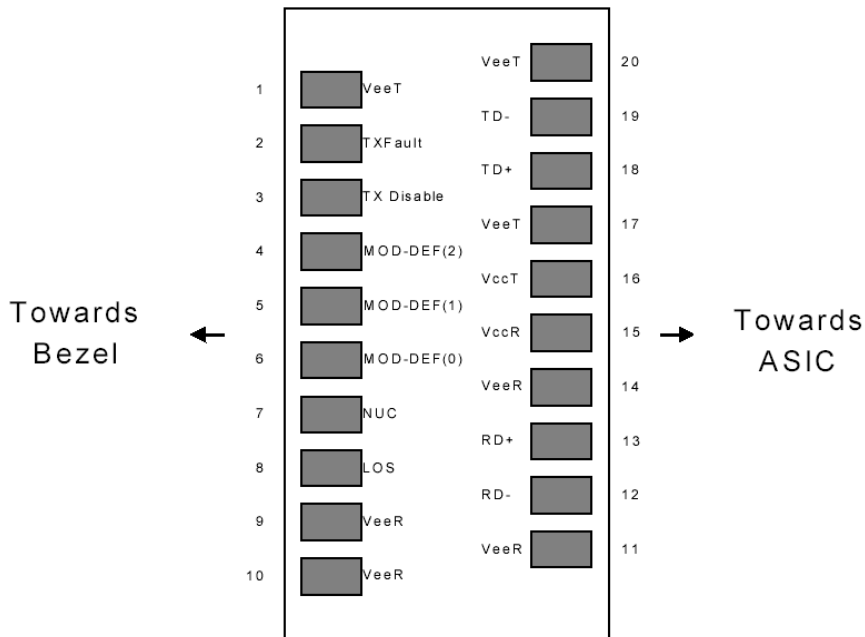 VeeT 20
1 VeeT
TD- 19
2 TXFault
TD+ 18
3 TX Disable
VeeT 17
4 MOD-DEF(2)
VccT 16
5 MOD-DEF(1)
Towards
Bezel
VccR 15
Towards
ASIC
6 MOD-DEF(0)
VeeR 14
7 NUC
RD+ 13
8 LOS
RD- 12
9 VeeR
VeeR 11
10 VeeR